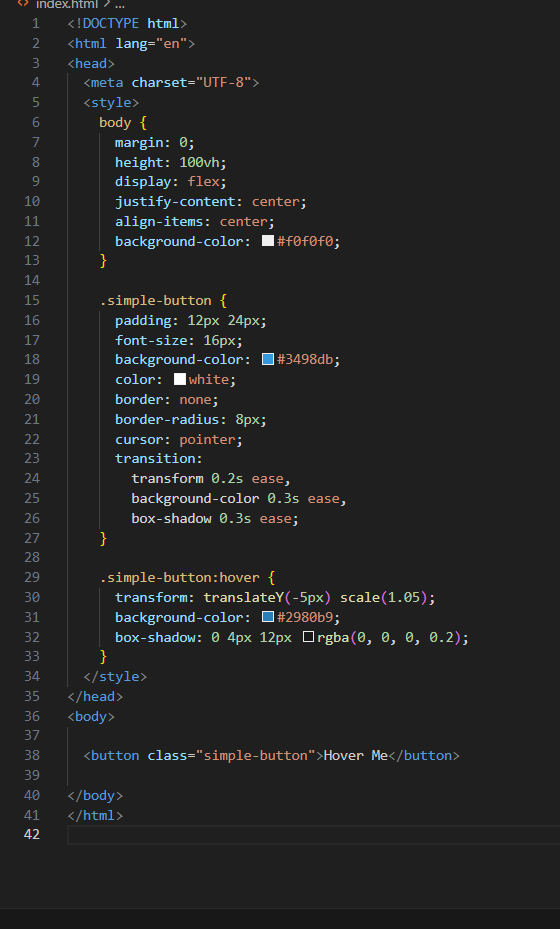 index.html > ...
1 <!DOCTYPE html>
2 <html lang="en">
3 <head>
4   <meta charset="UTF-8">
5   <style>
6     body {
7       margin: 0;
8       height: 100vh;
9       display: flex;
10       justify-content: center;
11       align-items: center;
12       background-color: #f0f0f0;
13     }
14
15     .simple-button {
16       padding: 12px 24px;
17       font-size: 16px;
18       background-color: #3498db;
19       color: white;
20       border: none;
21       border-radius: 8px;
22       cursor: pointer;
23       transition:
24         transform 0.2s ease,
25         background-color 0.3s ease,
26         box-shadow 0.3s ease;
27     }
28
29     .simple-button:hover {
30       transform: translateY(-5px) scale(1.05);
31       background-color: #2980b9;
32       box-shadow: 0 4px 12px rgba(0, 0, 0, 0.2);
33     }
34   </style>
35 </head>
36 <body>
37
38   <button class="simple-button">Hover Me</button>
39
40 </body>
41 </html>
42